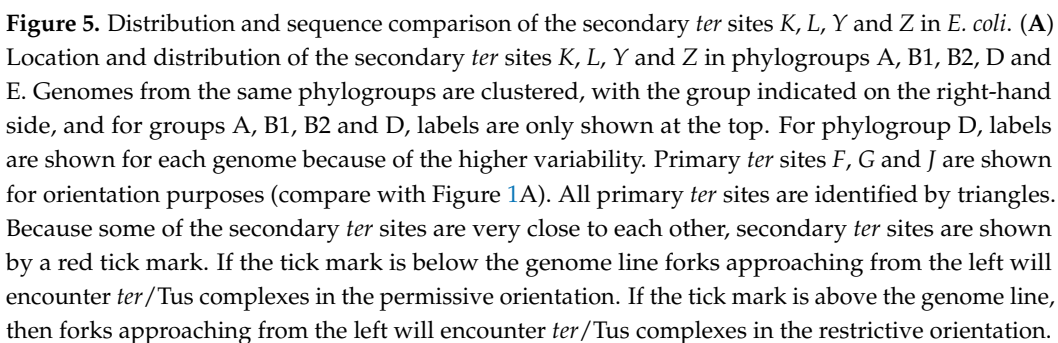 Figure 5. Distribution and sequence comparison of the secondary ter sites K, L, Y and Z in E. coli. (A)
Location and distribution of the secondary ter sites K, L, Y and Z in phylogroups A, B1, B2, D and
E. Genomes from the same phylogroups are clustered, with the group indicated on the right-hand
side, and for groups A, B1, B2 and D, labels are only shown at the top. For phylogroup D, labels
are shown for each genome because of the higher variability. Primary ter sites F, G and J are shown
for orientation purposes (compare with Figure 1A). All primary ter sites are identified by triangles.
Because some of the secondary ter sites are very close to each other, secondary ter sites are shown
by a red tick mark. If the tick mark is below the genome line forks approaching from the left will
encounter ter/Tus complexes in the permissive orientation. If the tick mark is above the genome line,
then forks approaching from the left will encounter ter/Tus complexes in the restrictive orientation.